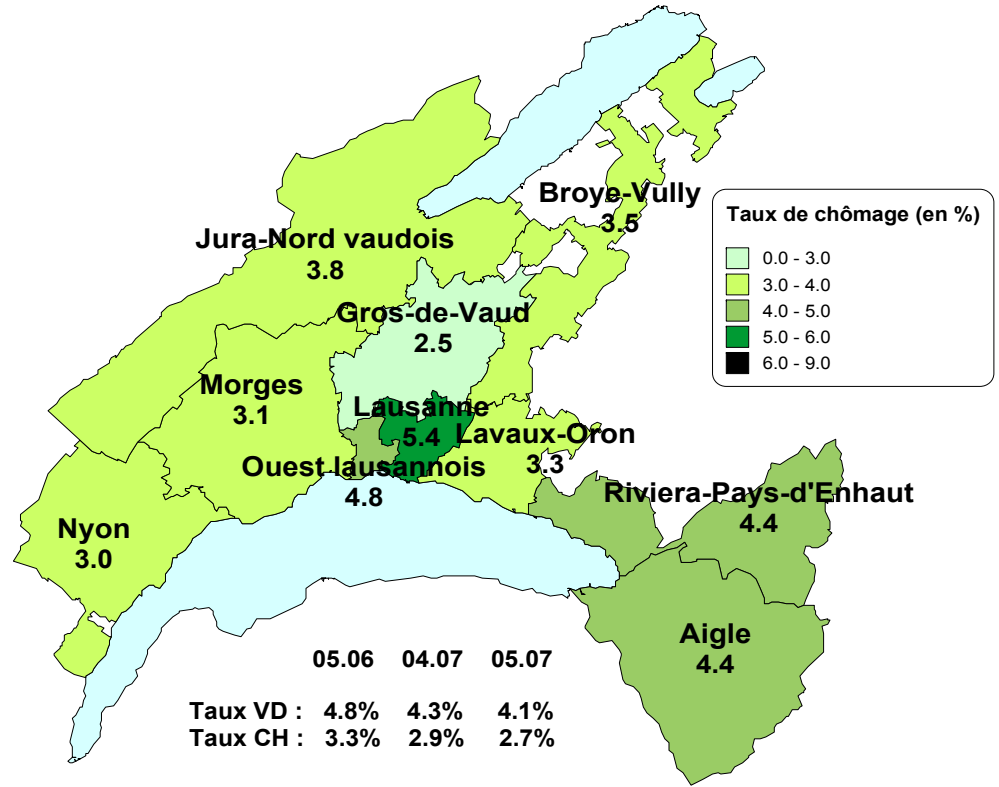 Broye-Vully
3.5
Taux de chômage (en %)
0.0 - 3.0
3.0 - 4.0
4.0 - 5.0
5.0 - 6.0
6.0 - 9.0
Jura-Nord vaudois
3.8
Gros-de-Vaud
2.5
Morges
3.1
Lausanne
5.4
Lavaux-Oron
3.3
Ouest lausannois
4.8
Riviera-Pays-d'Enhaut
4.4
Nyon
3.0
Aigle
4.4
05.06 04.07 05.07
Taux VD : 4.8% 4.3% 4.1%
Taux CH : 3.3% 2.9% 2.7%